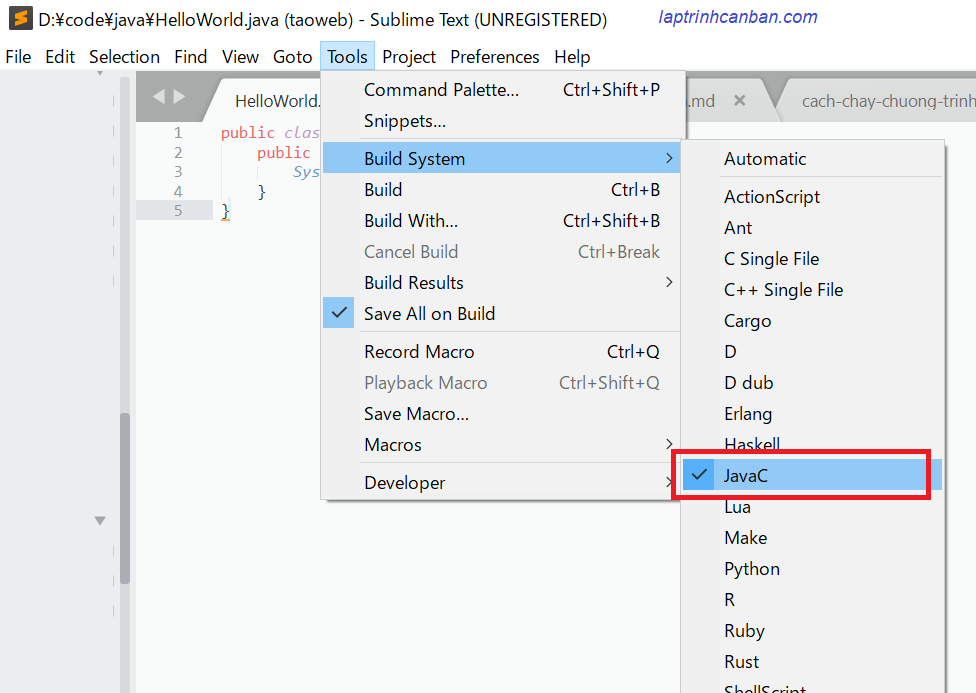 D:¥code¥java¥HelloWorld.java (taoweb) - Sublime Text (UNREGISTERED)
laptrinhcanban.com
File Edit Selection Find View Goto Tools Project Preferences Help
HelloWorld.
.md
cach-chay-chuong-trinh
1 public clas
2 public
3 Sys
4 }
5 }
Command Palette... Ctrl+Shift+P
Snippets...
Build System
Build Ctrl+B
Build With... Ctrl+Shift+B
Cancel Build Ctrl+Break
Build Results
Save All on Build
Record Macro Ctrl+Q
Playback Macro Ctrl+Shift+Q
Save Macro...
Macros
Developer
Automatic
ActionScript
Ant
C Single File
C++ Single File
Cargo
D
D dub
Erlang
Haskell
JavaC
Lua
Make
Python
R
Ruby
Rust
ShellScript